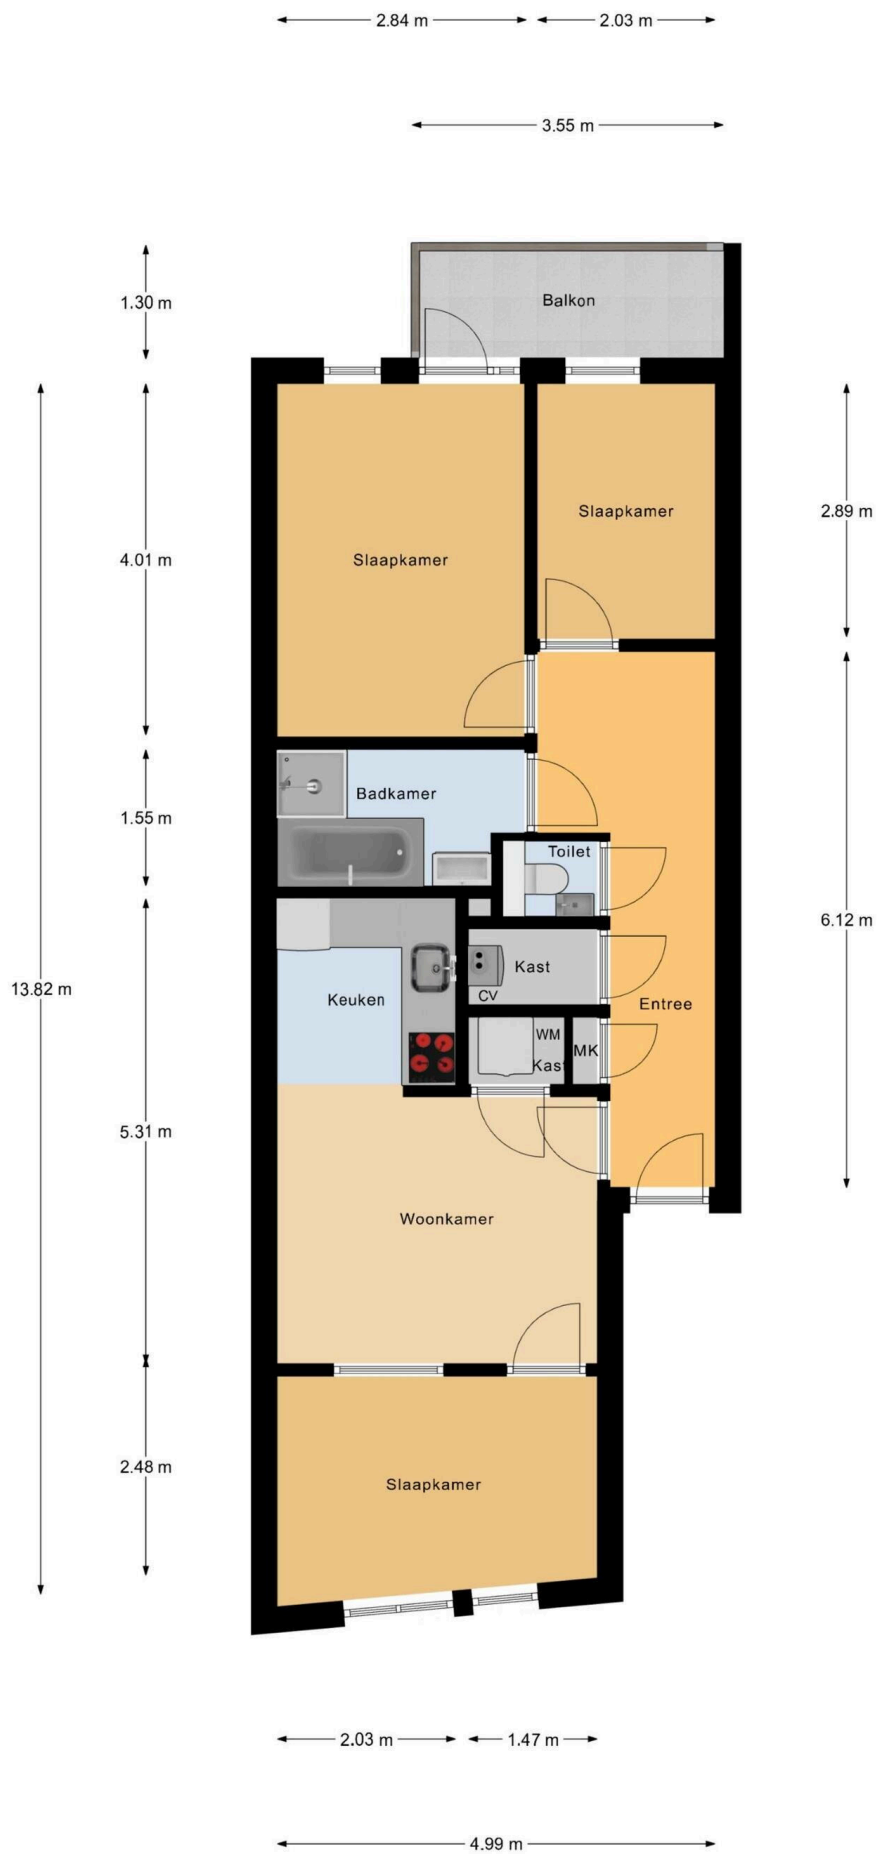 2.84 m
2.03 m
3.55 m
1.30 m
Balkon
4.01 m
2.89 m
Slaapkamer
Slaapkamer
1.55 m
Badkamer
Toilet
13.82 m
6.12 m
Kast
CV
Keuken
Entree
WM
Kast
MK
5.31 m
Woonkamer
2.48 m
Slaapkamer
2.03 m
1.47 m
4.99 m